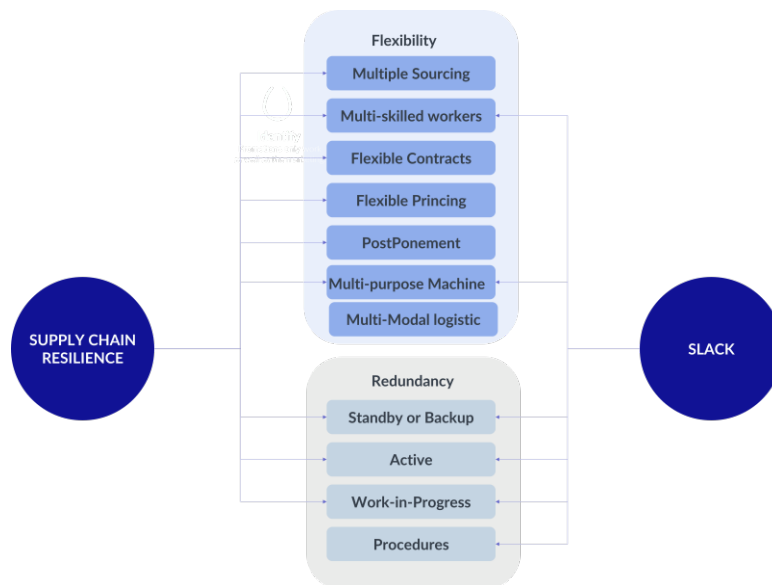 Flexibility
Multiple Sourcing
Multi-skilled workers
Flexible Contracts
Flexible Princing
PostPonement
Multi-purpose Machine
Multi-Modal logistic
SUPPLY CHAIN
RESILIENCE
SLACK
Redundancy
Standby or Backup
Active
Work-in-Progress
Procedures